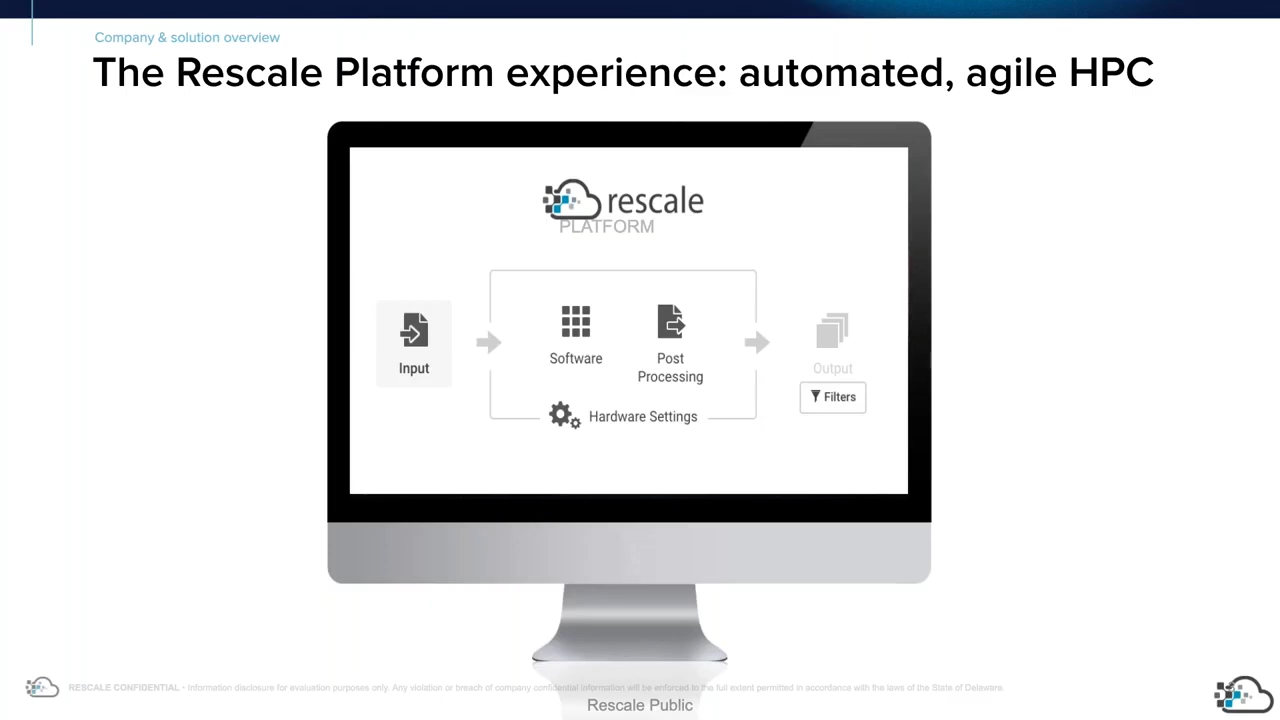 Company & solution overview
The Rescale Platform experience: automated, agile HPC
rescale
PLATFORM
Input
Software
Post
Processing
Hardware Settings
Output
Filters
RESCALE CONFIDENTIAL • Information disclosure for evaluation purposes only. Any violation or breach of company confidential information will be enforced to the full extent permitted in accordance with the laws of the State of Delaware.
Rescale Public